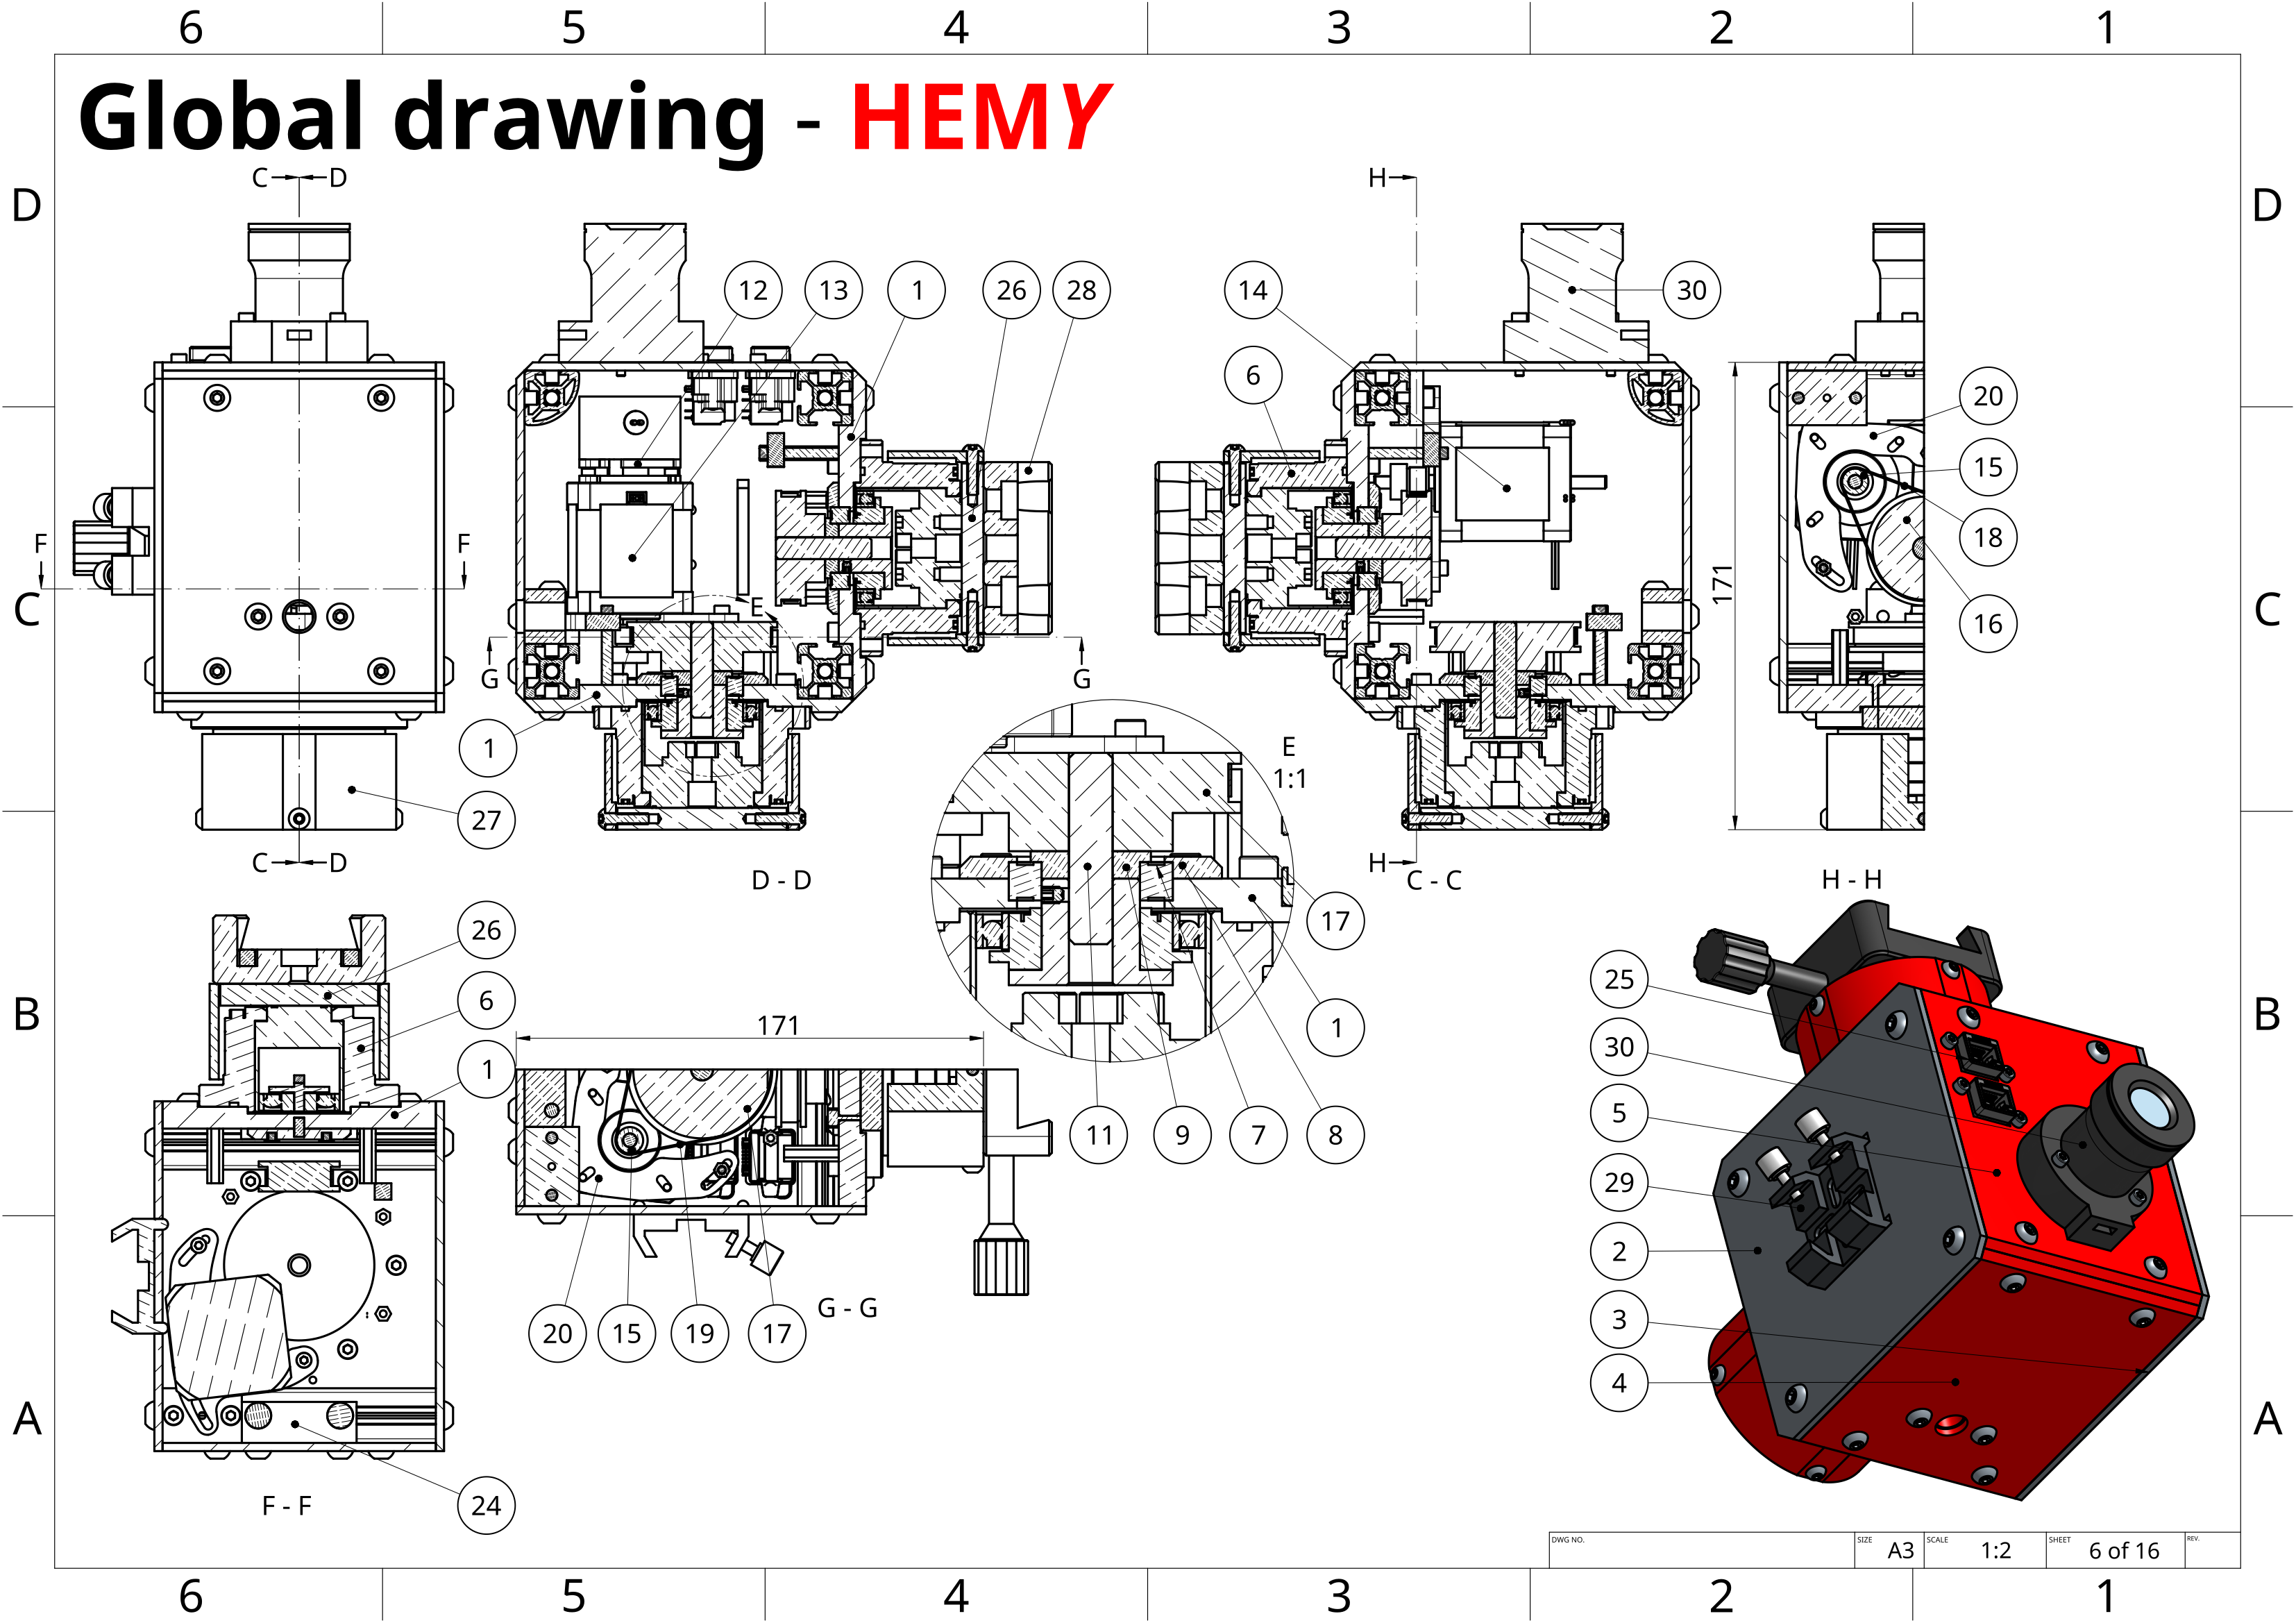 6 5 4 3 2 1
Global drawing - HEMY
C D
H
D D
12 13 1 26 28 14 30
6
20
15
18
16
F F
171
C C
E
G G
1
27
E
1:1
C D
H
D - D
C - C
H - H
17
26
6
1
171
1
25
30
5
29
2
3
4
B B
11 9 7 8
20 15 19 17
G - G
A A
24
F - F
DWG NO.
SIZE A3
SCALE 1:2
SHEET 6 of 16
REV.
6 5 4 3 2 1